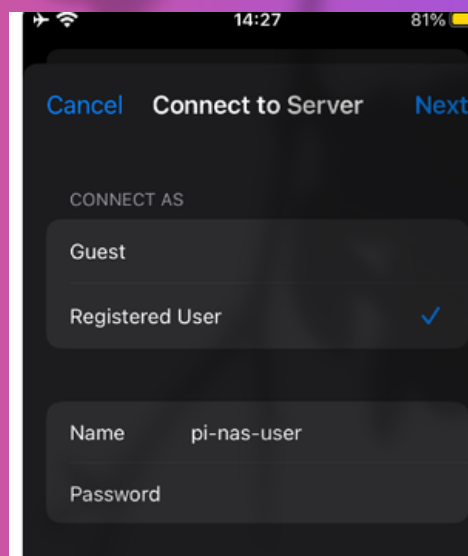 14:27 81%
Cancel Connect to Server Next
CONNECT AS
Guest
Registered User
Name pi-nas-user
Password